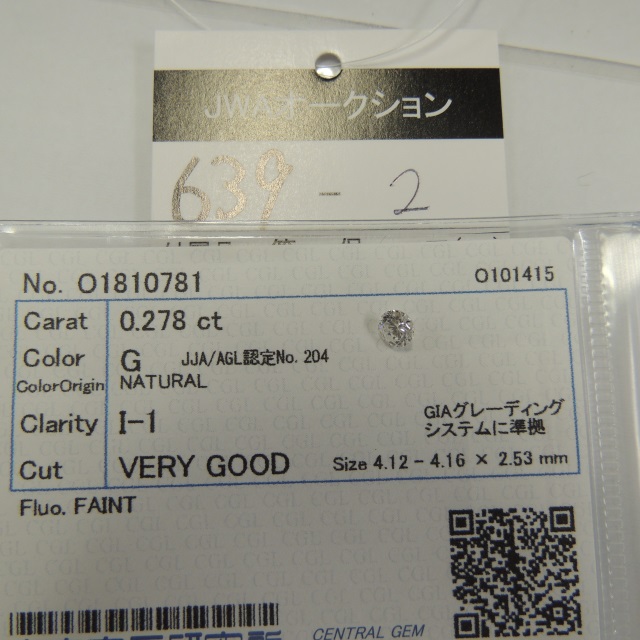 JWAオークション
639 - 2
No. O1810781 O101415
Carat 0.278 ct
Color G JJA/AGL認定No. 204
ColorOrigin NATURAL
Clarity I-1 GIAグレーディング
システムに準拠
Cut VERY GOOD Size 4.12 - 4.16 × 2.53 mm
Fluo. FAINT
CENTRAL GEM